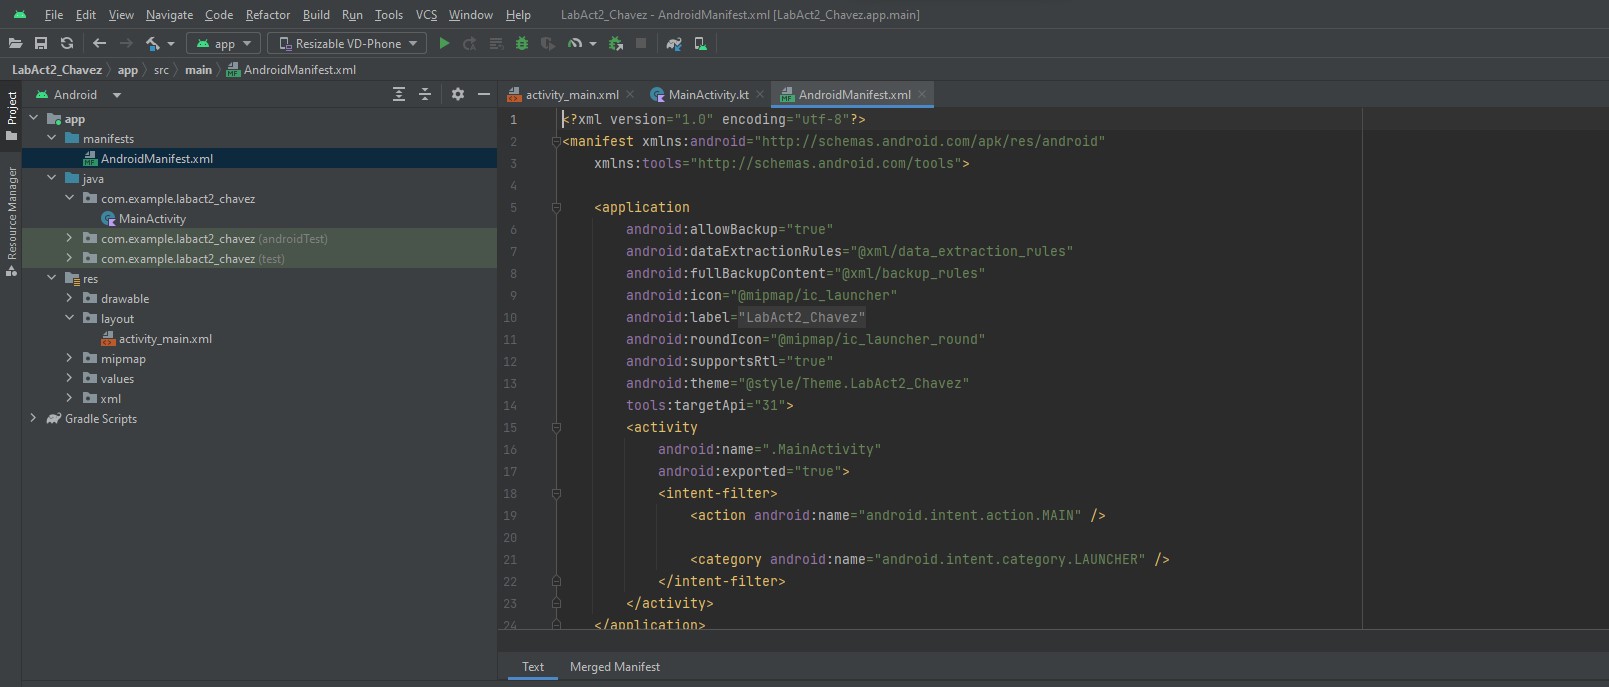 File Edit View Navigate Code Refactor Build Run Tools VCS Window Help LabAct2_Chavez - AndroidManifest.xml [LabAct2_Chavez.app.main]
app Resizable VD-Phone
LabAct2_Chavez app src main AndroidManifest.xml
Project
Resource Manager
Android
app
manifests
AndroidManifest.xml
java
com.example.labact2_chavez
MainActivity
com.example.labact2_chavez (androidTest)
com.example.labact2_chavez (test)
res
drawable
layout
activity_main.xml
mipmap
values
xml
Gradle Scripts
activity_main.xml MainActivity.kt AndroidManifest.xml
1 <?xml version="1.0" encoding="utf-8"?>
2 <manifest xmlns:android="http://schemas.android.com/apk/res/android"
3 xmlns:tools="http://schemas.android.com/tools">
4
5 <application
6 android:allowBackup="true"
7 android:dataExtractionRules="@xml/data_extraction_rules"
8 android:fullBackupContent="@xml/backup_rules"
9 android:icon="@mipmap/ic_launcher"
10 android:label="LabAct2_Chavez"
11 android:roundIcon="@mipmap/ic_launcher_round"
12 android:supportsRtl="true"
13 android:theme="@style/Theme.LabAct2_Chavez"
14 tools:targetApi="31">
15 <activity
16 android:name=".MainActivity"
17 android:exported="true">
18 <intent-filter>
19 <action android:name="android.intent.action.MAIN" />
20
21 <category android:name="android.intent.category.LAUNCHER" />
22 </intent-filter>
23 </activity>
24 </application>
Text Merged Manifest